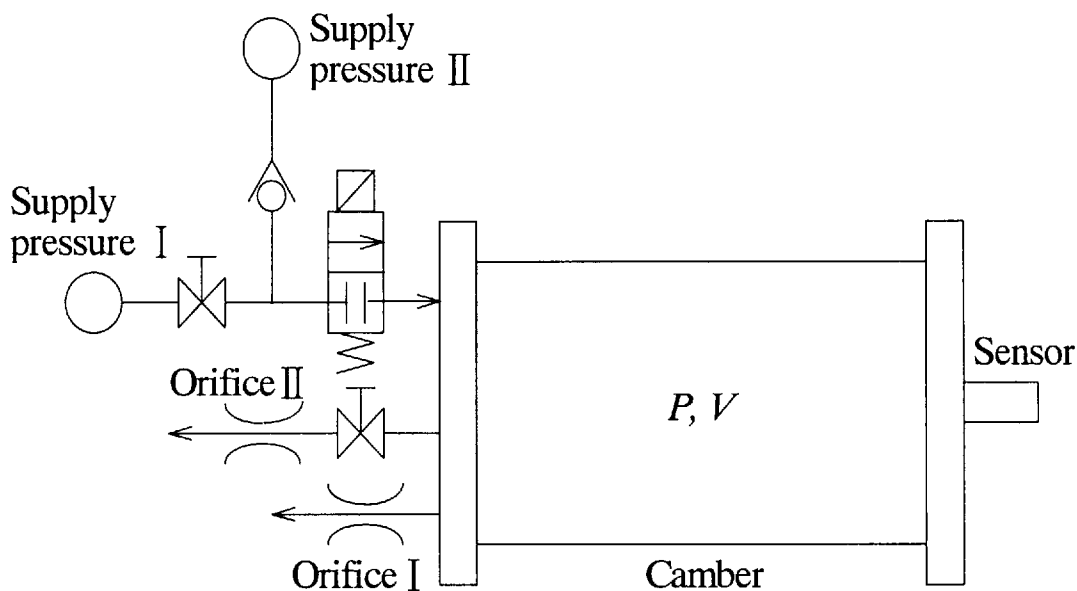 Supply
pressure Ⅱ
Supply
pressure Ⅰ
Orifice Ⅱ
Sensor
P, V
Orifice Ⅰ
Camber